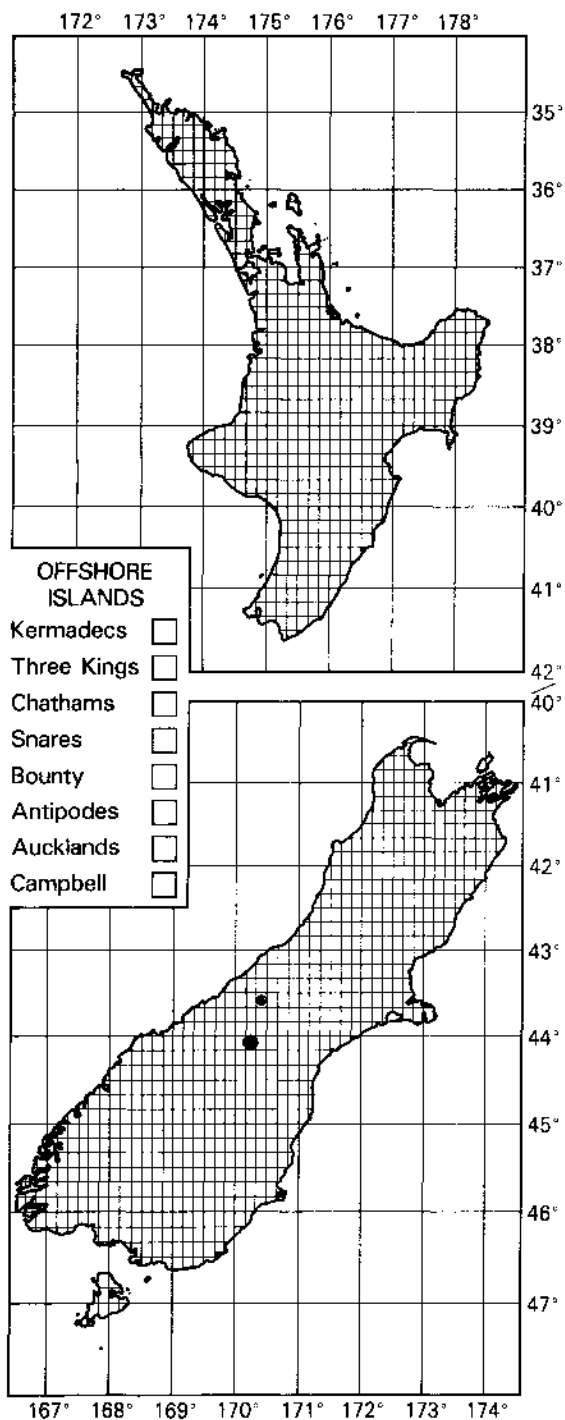 172° 173° 174° 175° 176° 177° 178°
35°
36°
37°
38°
39°
40°
41°
42°
OFFSHORE
ISLANDS
Kermadecs
Three Kings
Chathams
Snares
Bounty
Antipodes
Aucklands
Campbell
40°
41°
42°
43°
44°
45°
46°
47°
167° 168° 169° 170° 171° 172° 173° 174°